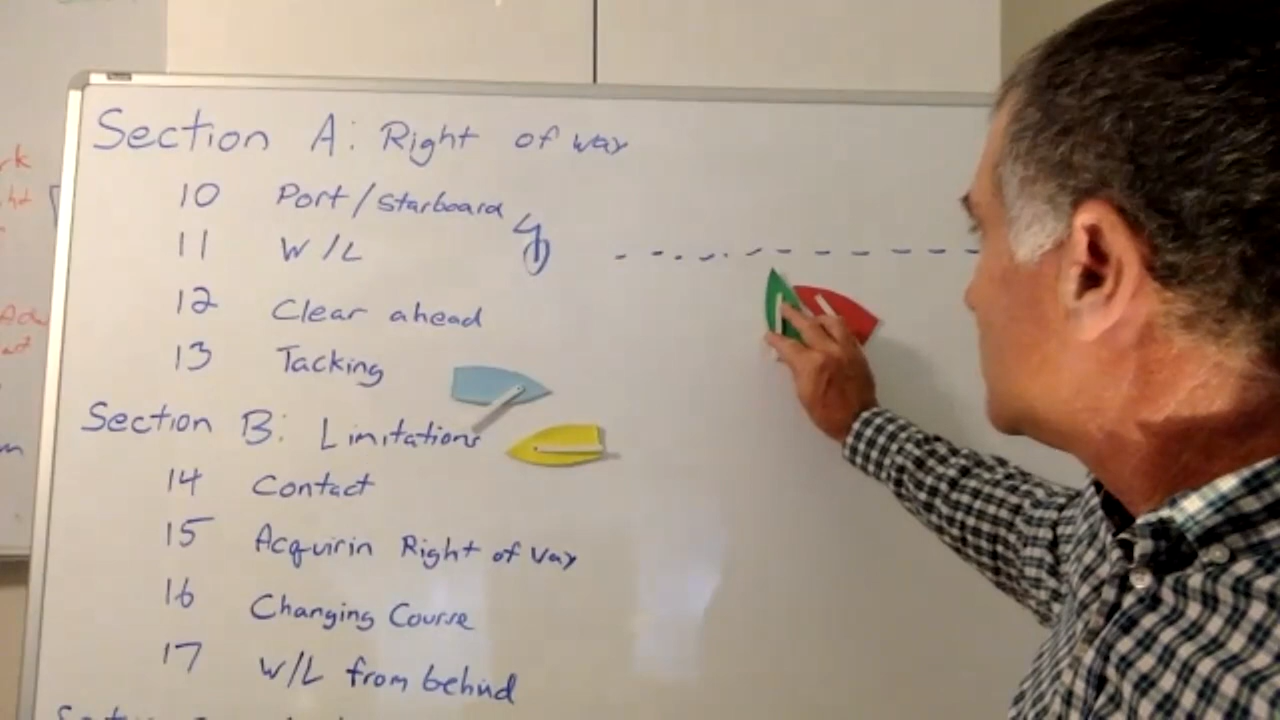 Section A: Right of way
10 Port/starboard
11 W/L
12 Clear ahead
13 Tacking
Section B: Limitations
14 Contact
15 Acquirin Right of Way
16 Changing Course
17 W/L from behind